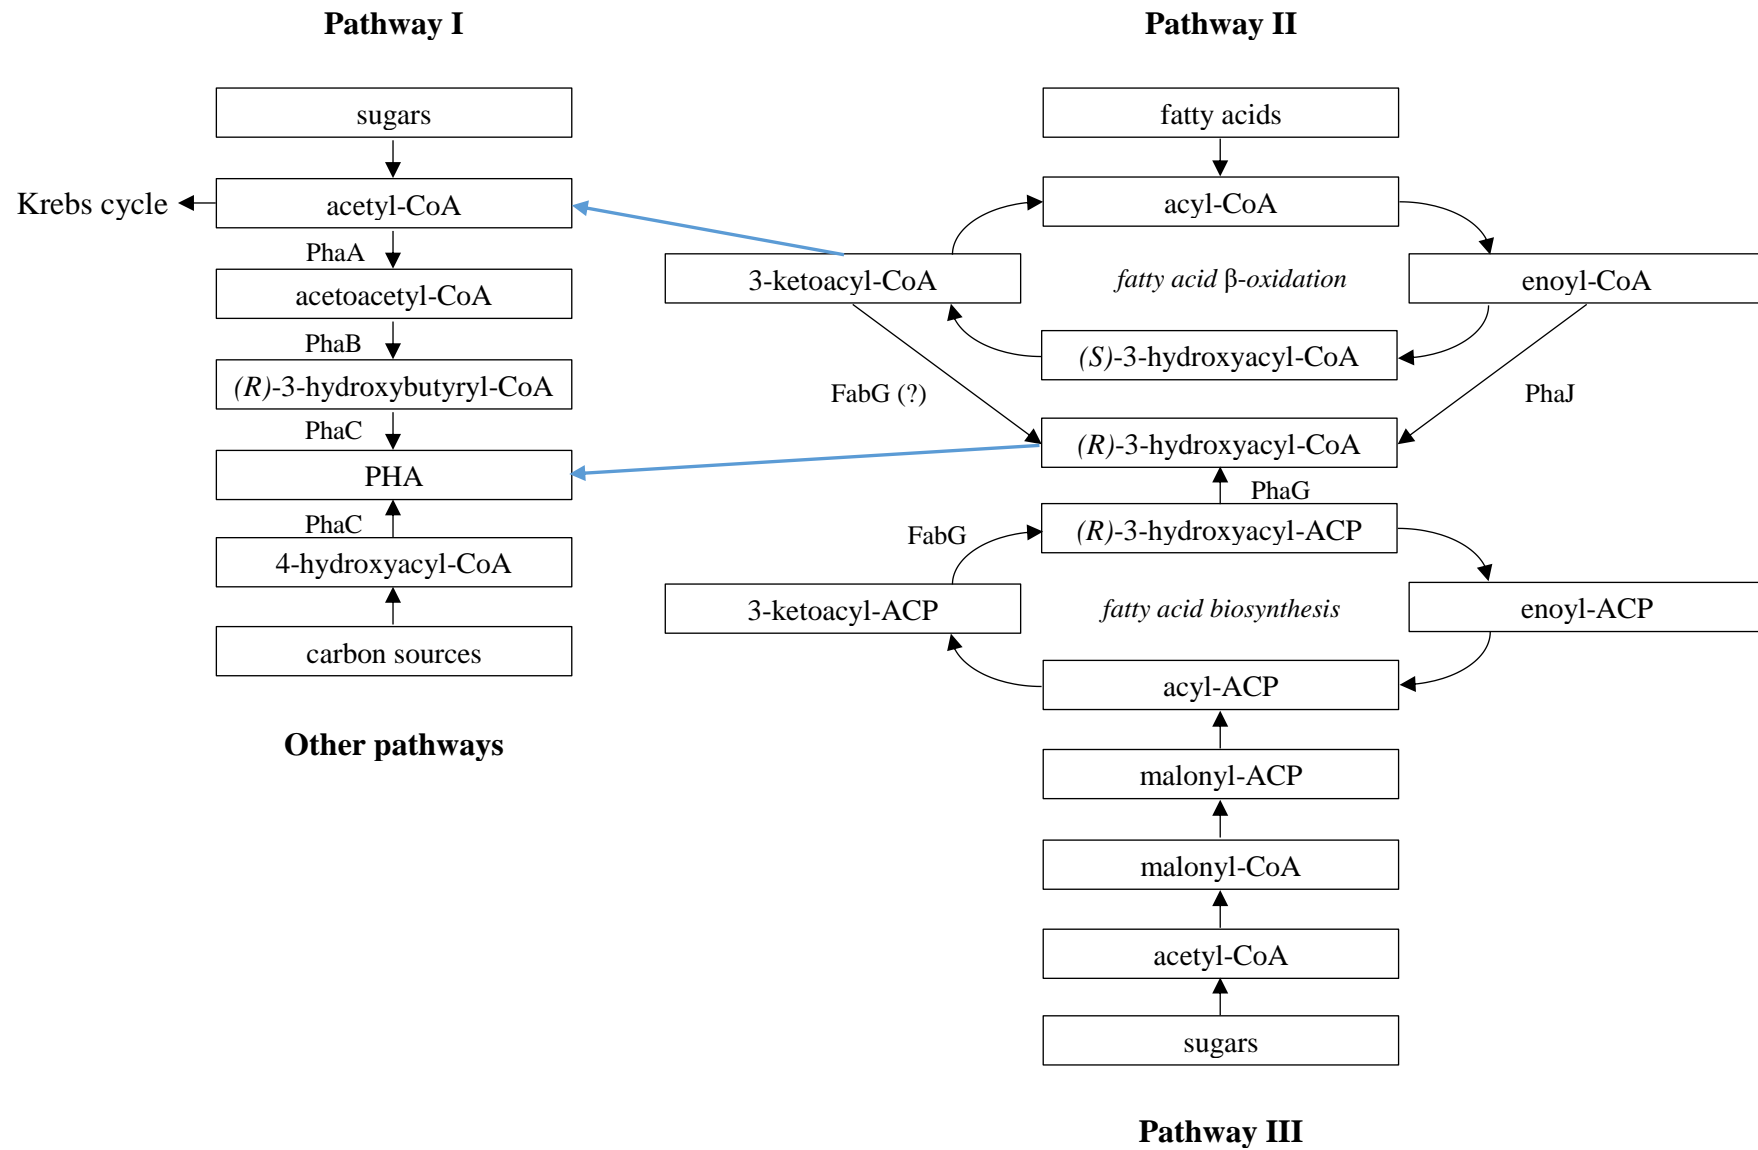 Pathway I
sugars
Krebs cycle
acetyl-CoA
PhaA
acetoacetyl-CoA
PhaB
(R)-3-hydroxybutyryl-CoA
PhaC
PHA
PhaC
4-hydroxyacyl-CoA
carbon sources
Other pathways
Pathway II
fatty acids
acyl-CoA
3-ketoacyl-CoA
fatty acid β-oxidation
enoyl-CoA
(S)-3-hydroxyacyl-CoA
FabG (?)
PhaJ
(R)-3-hydroxyacyl-CoA
PhaG
FabG
(R)-3-hydroxyacyl-ACP
3-ketoacyl-ACP
fatty acid biosynthesis
enoyl-ACP
acyl-ACP
malonyl-ACP
malonyl-CoA
acetyl-CoA
sugars
Pathway III